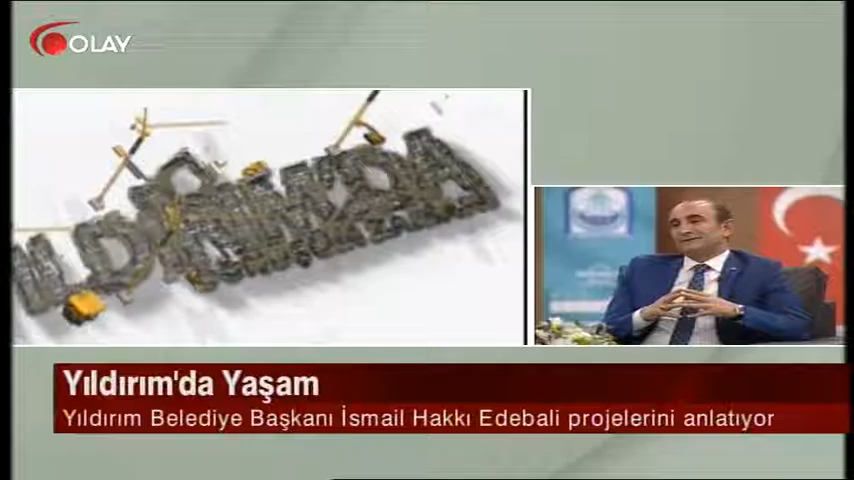 OLAY
Yıldırım'da Yaşam
Yıldırım Belediye Başkanı İsmail Hakkı Edebali projelerini anlatıyor